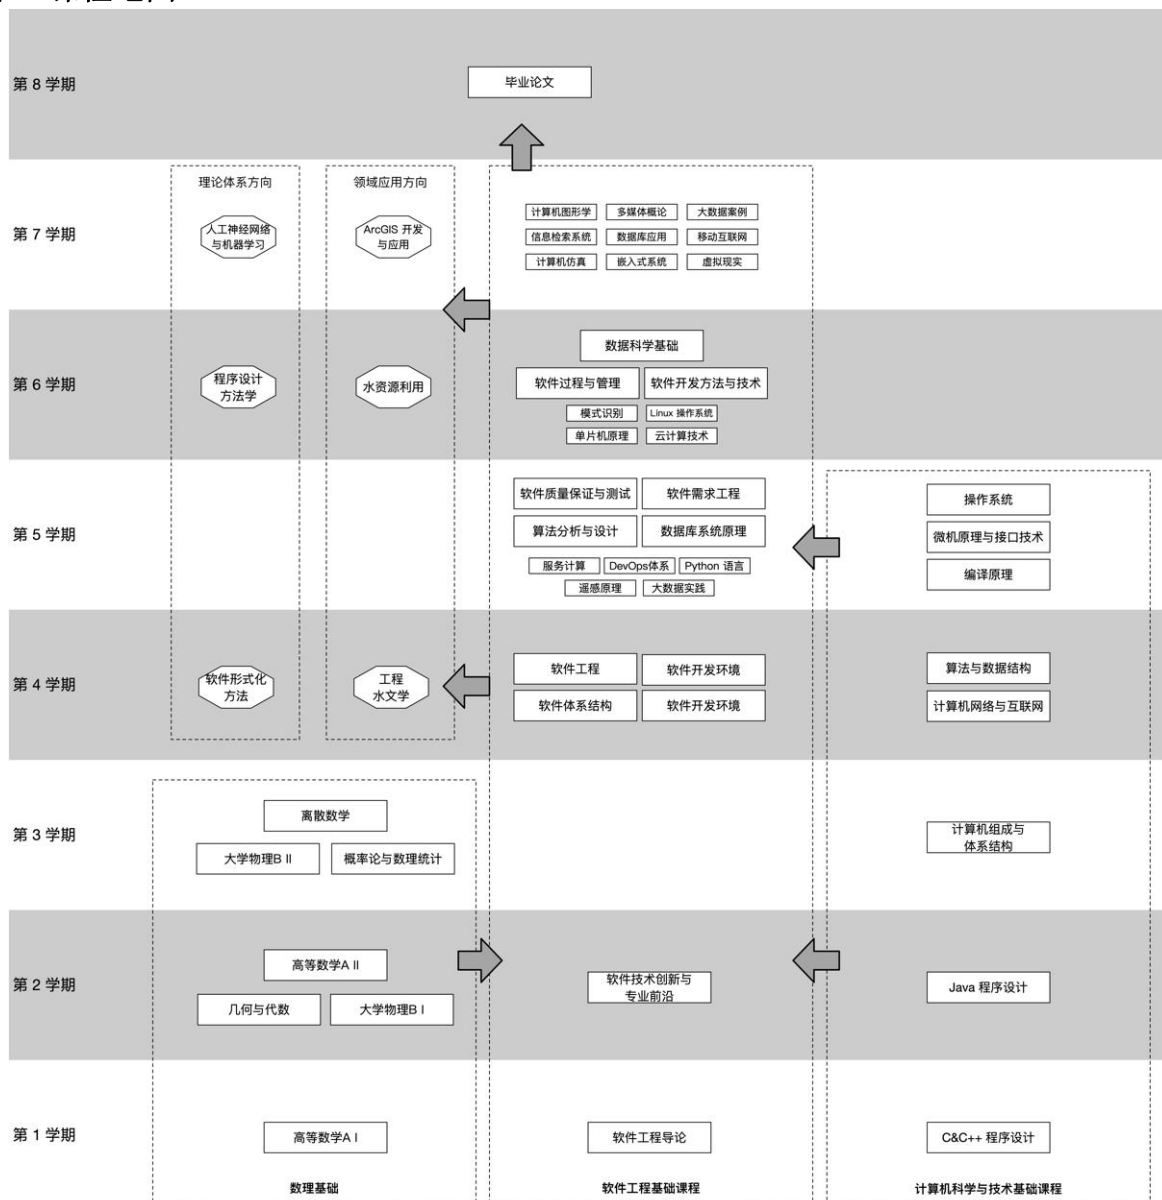 第 8 学期
毕业论文
理论体系方向
领域应用方向
第 7 学期
人工神经网络
与机器学习
ArcGIS 开发
与应用
计算机图形学
多媒体概论
大数据案例
信息检索系统
数据库应用
移动互联网
计算机仿真
嵌入式系统
虚拟现实
第 6 学期
程序设计
方法学
水资源利用
数据科学基础
软件过程与管理
软件开发方法与技术
模式识别
Linux 操作系统
单片机原理
云计算技术
第 5 学期
软件质量保证与测试
软件需求工程
算法分析与设计
数据库系统原理
服务计算
DevOps体系
Python 语言
遥感原理
大数据实践
操作系统
微机原理与接口技术
编译原理
第 4 学期
软件形式化
方法
工程
水文学
软件工程
软件开发环境
软件体系结构
软件开发环境
算法与数据结构
计算机网络与互联网
第 3 学期
离散数学
大学物理B II
概率论与数理统计
计算机组成与
体系结构
第 2 学期
高等数学A II
几何与代数
大学物理B I
软件技术创新与
专业前沿
Java 程序设计
第 1 学期
高等数学A I
软件工程导论
C&C++ 程序设计
数理基础
软件工程基础课程
计算机科学与技术基础课程